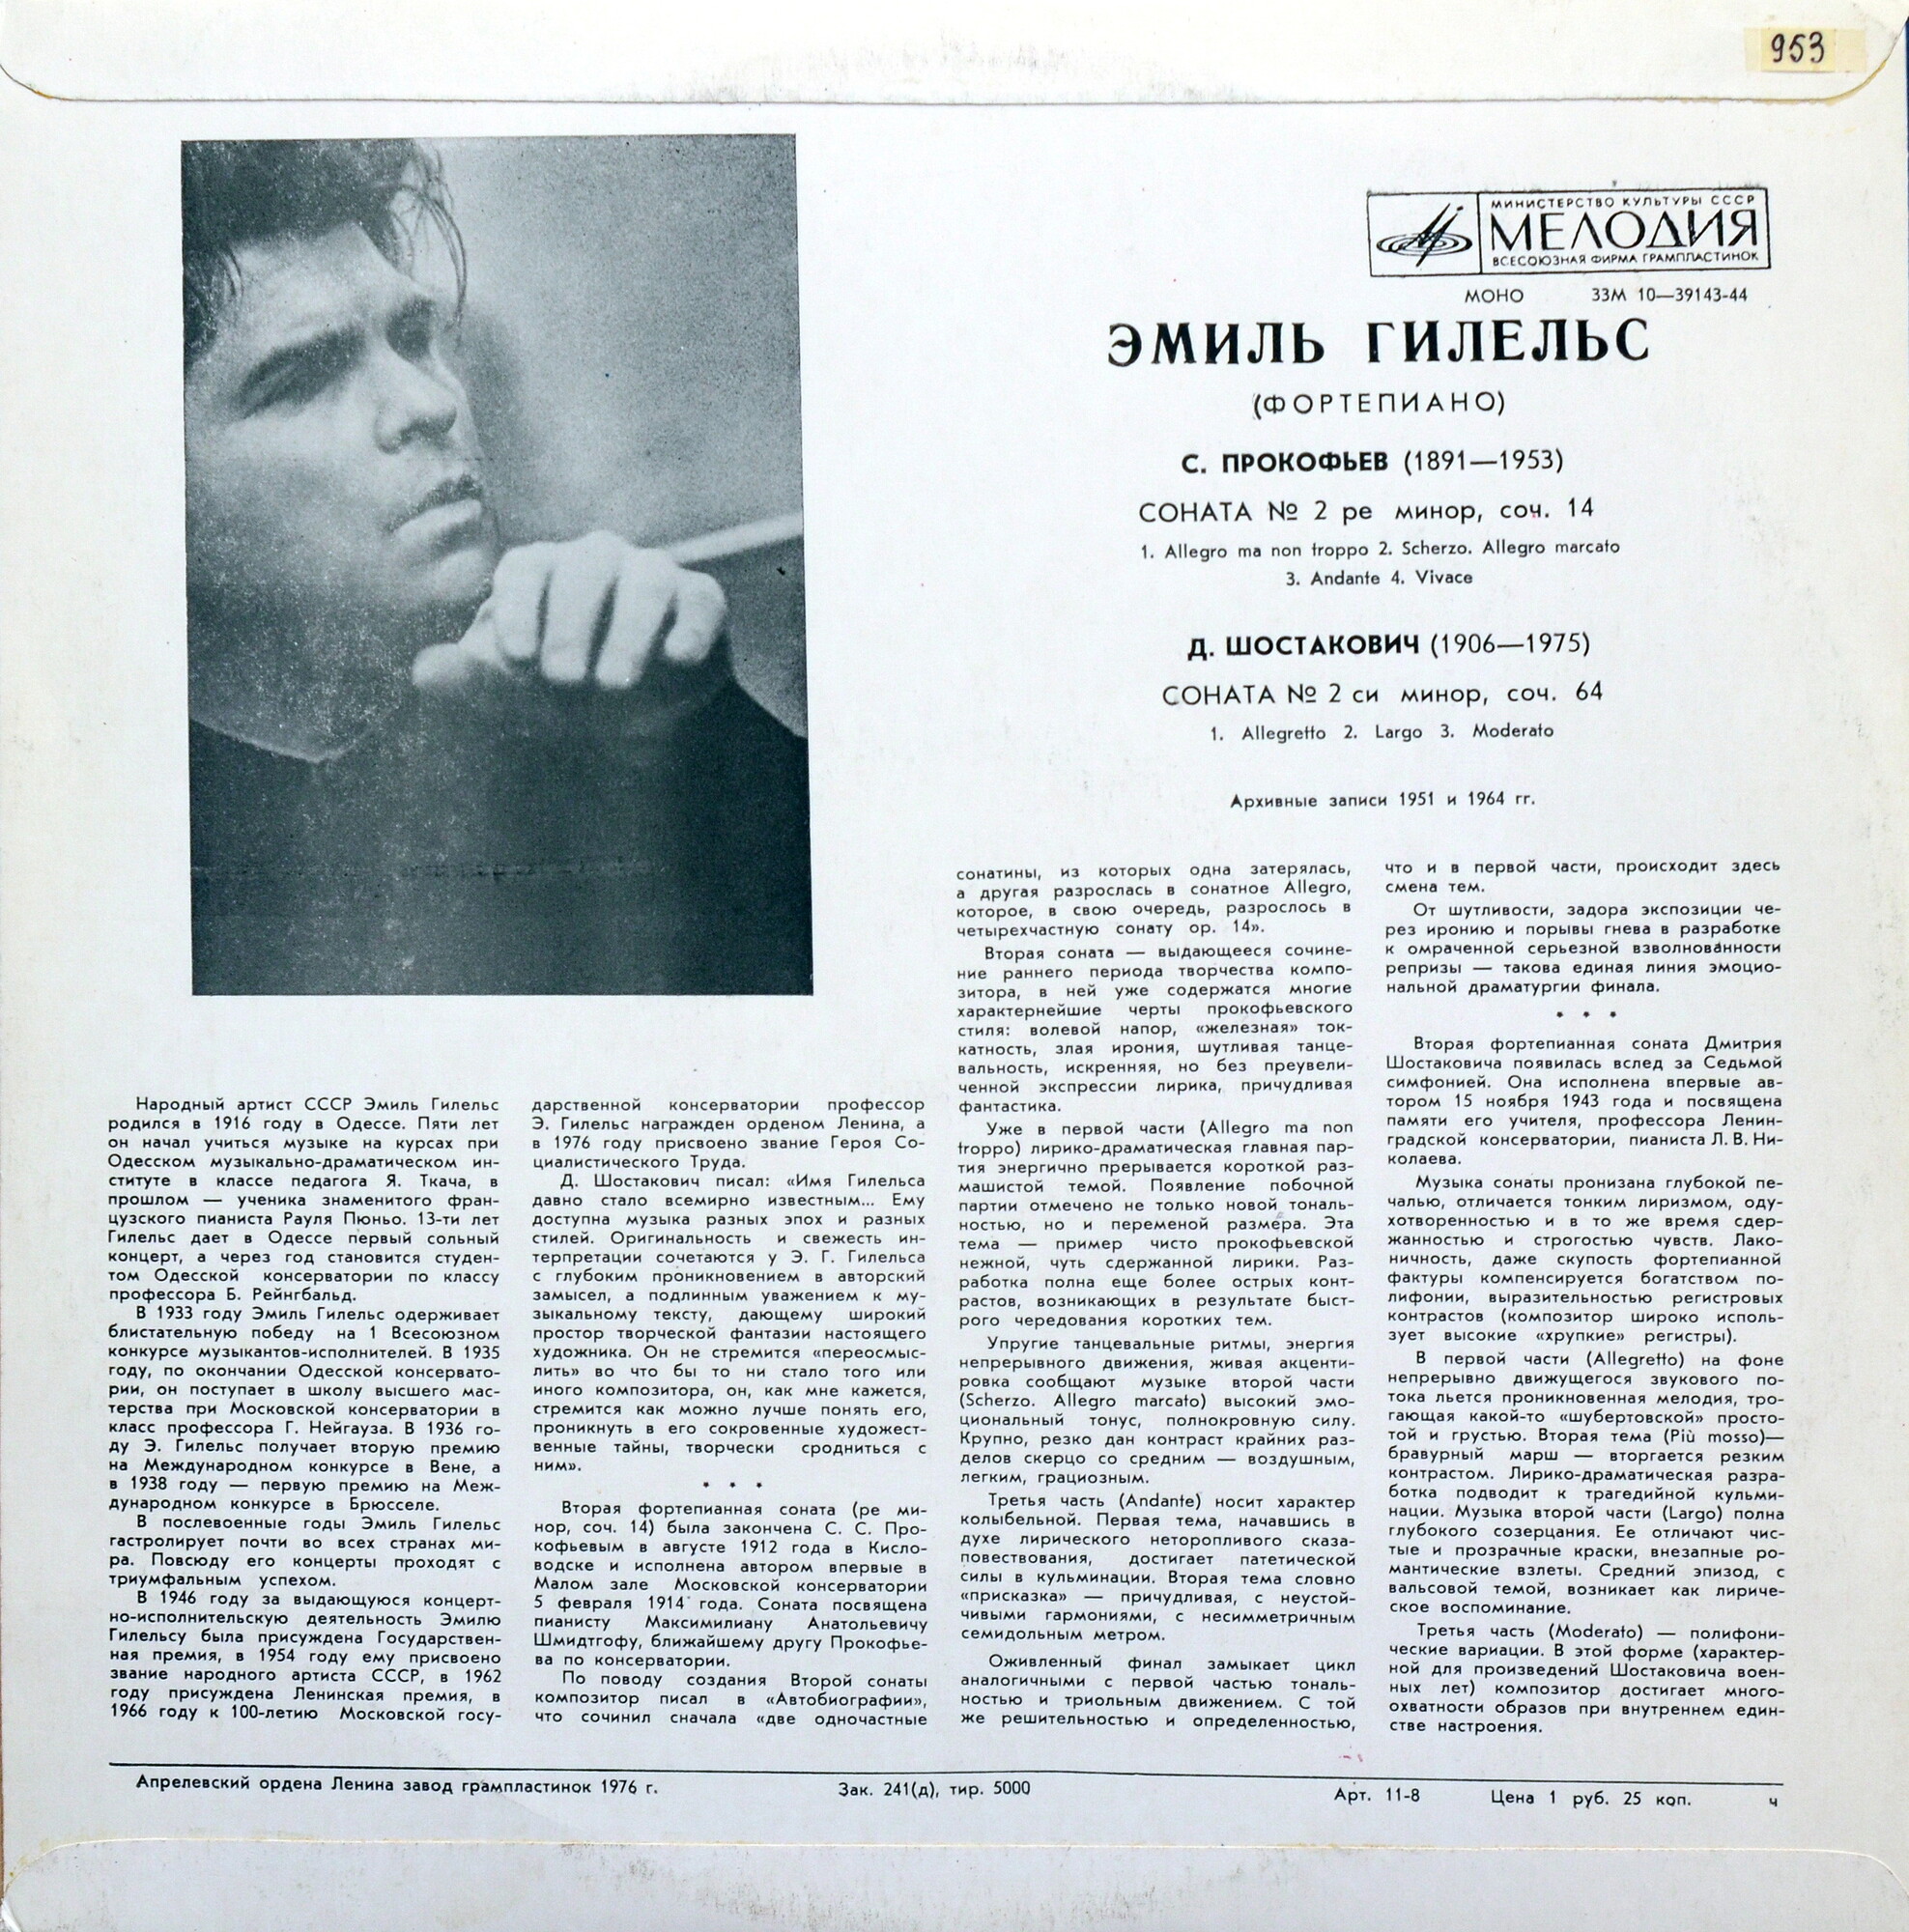 953
МИНИСТЕРСТВО КУЛЬТУРЫ СССР
МЕЛОДИЯ
ВСЕСОЮЗНАЯ ФИРМА ГРАМПЛАСТИНОК
МОНО 33М 10—39143-44
ЭМИЛЬ ГИЛЕЛЬС
(ФОРТЕПИАНО)
С. ПРОКОФЬЕВ (1891—1953)
СОНАТА № 2 ре минор, соч. 14
1. Allegro ma non troppo 2. Scherzo. Allegro marcato
3. Andante 4. Vivace
Д. ШОСТАКОВИЧ (1906—1975)
СОНАТА № 2 си минор, соч. 64
1. Allegretto 2. Largo 3. Moderato
Архивные записи 1951 и 1964 гг.
Народный артист СССР Эмиль Гилельс
родился в 1916 году в Одессе. Пяти лет
он начал учиться музыке на курсах при
Одесском музыкально-драматическом ин-
ституте в классе педагога Я. Ткача, в
прошлом — ученика знаменитого фран-
цузского пианиста Рауля Пюньо. 13-ти лет
Гилельс дает в Одессе первый сольный
концерт, а через год становится студен-
том Одесской консерватории по классу
профессора Б. Рейнгбальд.
В 1933 году Эмиль Гилельс одерживает
блистательную победу на 1 Всесоюзном
конкурсе музыкантов-исполнителей. В 1935
году, по окончании Одесской консервато-
рии, он поступает в школу высшего мас-
терства при Московской консерватории в
класс профессора Г. Нейгауза. В 1936 го-
ду Э. Гилельс получает вторую премию
на Международном конкурсе в Вене, а
в 1938 году — первую премию на Меж-
дународном конкурсе в Брюсселе.
В послевоенные годы Эмиль Гилельс
гастролирует почти во всех странах ми-
ра. Повсюду его концерты проходят с
триумфальным успехом.
В 1946 году за выдающуюся концерт-
но-исполнительскую деятельность Эмилю
Гилельсу была присуждена Государствен-
ная премия, в 1954 году ему присвоено
звание народного артиста СССР, в 1962
году присуждена Ленинская премия, в
1966 году к 100-летию Московской госу-
дарственной консерватории профессор
Э. Гилельс награжден орденом Ленина, а
в 1976 году присвоено звание Героя Со-
циалистического Труда.
Д. Шостакович писал: «Имя Гилельса
давно стало всемирно известным... Ему
доступна музыка разных эпох и разных
стилей. Оригинальность и свежесть ин-
терпретации сочетаются у Э. Г. Гилельса
с глубоким проникновением в авторский
замысел, а подлинным уважением к му-
зыкальному тексту, дающему широкий
простор творческой фантазии настоящего
художника. Он не стремится «переосмыс-
лить» во что бы то ни стало того или
иного композитора, он, как мне кажется,
стремится как можно лучше понять его,
проникнуть в его сокровенные художест-
венные тайны, творчески сродниться с
ним».
* * *
Вторая фортепианная соната (ре ми-
нор, соч. 14) была закончена С. С. Про-
кофьевым в августе 1912 года в Кисло-
водске и исполнена автором впервые в
Малом зале Московской консерватории
5 февраля 1914 года. Соната посвящена
пианисту Максимилиану Анатольевичу
Шмидтгофу, ближайшему другу Прокофье-
ва по консерватории.
По поводу создания Второй сонаты
композитор писал в «Автобиографии»,
что сочинил сначала «две одночастные
сонатины, из которых одна затерялась,
а другая разрослась в сонатное Allegro,
которое, в свою очередь, разрослось в
четырехчастную сонату ор. 14».
Вторая соната — выдающееся сочине-
ние раннего периода творчества компо-
зитора, в ней уже содержатся многие
характернейшие черты прокофьевского
стиля: волевой напор, «железная» ток-
катность, злая ирония, шутливая танце-
вальность, искренняя, но без преувели-
ченной экспрессии лирика, причудливая
фантастика.
Уже в первой части (Allegro ma non
troppo) лирико-драматическая главная пар-
тия энергично прерывается короткой раз-
машистой темой. Появление побочной
партии отмечено не только новой тональ-
ностью, но и переменой размера. Эта
тема — пример чисто прокофьевской
нежной, чуть сдержанной лирики. Раз-
работка полна еще более острых конт-
растов, возникающих в результате быст-
рого чередования коротких тем.
Упругие танцевальные ритмы, энергия
непрерывного движения, живая акценти-
ровка сообщают музыке второй части
(Scherzo. Allegro marcato) высокий эмо-
циональный тонус, полнокровную силу.
Крупно, резко дан контраст крайних раз-
делов скерцо со средним — воздушным,
легким, грациозным.
Третья часть (Andante) носит характер
колыбельной. Первая тема, начавшись в
духе лирического неторопливого сказа-
повествования, достигает патетической
силы в кульминации. Вторая тема словно
«присказка» — причудливая, с неустой-
чивыми гармониями, с несимметричным
семидольным метром.
Оживленный финал замыкает цикл
аналогичными с первой частью тональ-
ностью и триольным движением. С той
же решительностью и определенностью,
что и в первой части, происходит здесь
смена тем.
От шутливости, задора экспозиции че-
рез иронию и порывы гнева в разработке
к омраченной серьезной взволнованности
репризы — такова единая линия эмоцио-
нальной драматургии финала.
* * *
Вторая фортепианная соната Дмитрия
Шостаковича появилась вслед за Седьмой
симфонией. Она исполнена впервые ав-
тором 15 ноября 1943 года и посвящена
памяти его учителя, профессора Ленин-
градской консерватории, пианиста Л. В. Ни-
колаева.
Музыка сонаты пронизана глубокой пе-
чалью, отличается тонким лиризмом, оду-
хотворенностью и в то же время сдер-
жанностью и строгостью чувств. Лако-
ничность, даже скупость фортепианной
фактуры компенсируется богатством по-
лифонии, выразительностью регистровых
контрастов (композитор широко исполь-
зует высокие «хрупкие» регистры).
В первой части (Allegretto) на фоне
непрерывно движущегося звукового по-
тока льется проникновенная мелодия, тро-
гающая какой-то «шубертовской» просто-
той и грустью. Вторая тема (Più mosso)—
бравурный марш — вторгается резким
контрастом. Лирико-драматическая разра-
ботка подводит к трагедийной кульми-
нации. Музыка второй части (Largo) полна
глубокого созерцания. Ее отличают чис-
тые и прозрачные краски, внезапные ро-
мантические взлеты. Средний эпизод, с
вальсовой темой, возникает как лириче-
ское воспоминание.
Третья часть (Moderato) — полифони-
ческие вариации. В этой форме (характер-
ной для произведений Шостаковича воен-
ных лет) композитор достигает много-
охватности образов при внутреннем един-
стве настроения.
Апрелевский ордена Ленина завод грампластинок 1976 г. Зак. 241(д), тир. 5000 Арт. 11-8 Цена 1 руб. 25 коп. ч